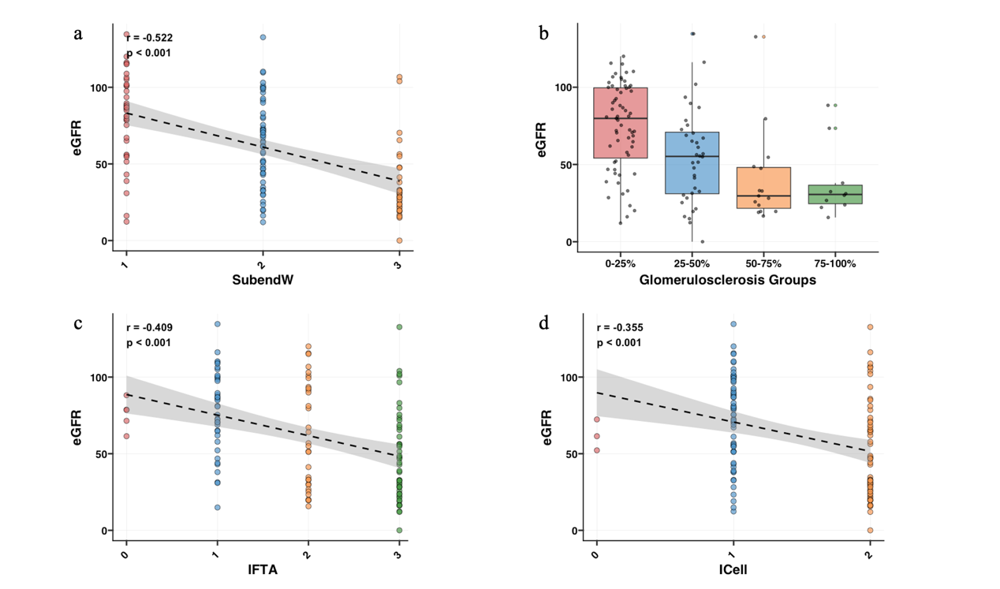 a
r = -0.522
p < 0.001
eGFR
100
50
0
1
2
3
SubendW
b
eGFR
100
50
0
0-25%
25-50%
50-75%
75-100%
Glomerulosclerosis Groups
c
r = -0.409
p < 0.001
eGFR
100
50
0
0
1
2
3
IFTA
d
r = -0.355
p < 0.001
eGFR
100
50
0
0
1
2
ICell